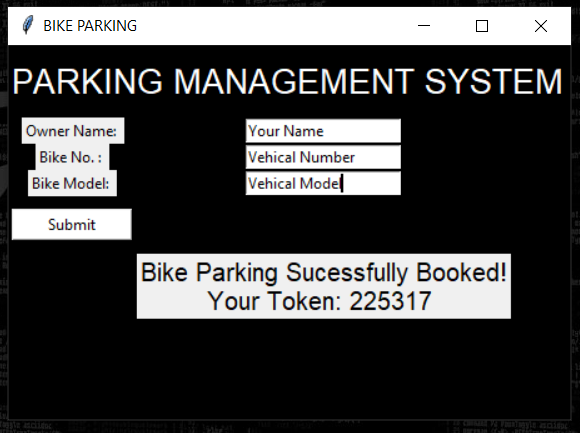 BIKE PARKING
PARKING MANAGEMENT SYSTEM
Owner Name: Your Name
Bike No. : Vehical Number
Bike Model: Vehical Model
Submit
Bike Parking Sucessfully Booked!
Your Token: 225317